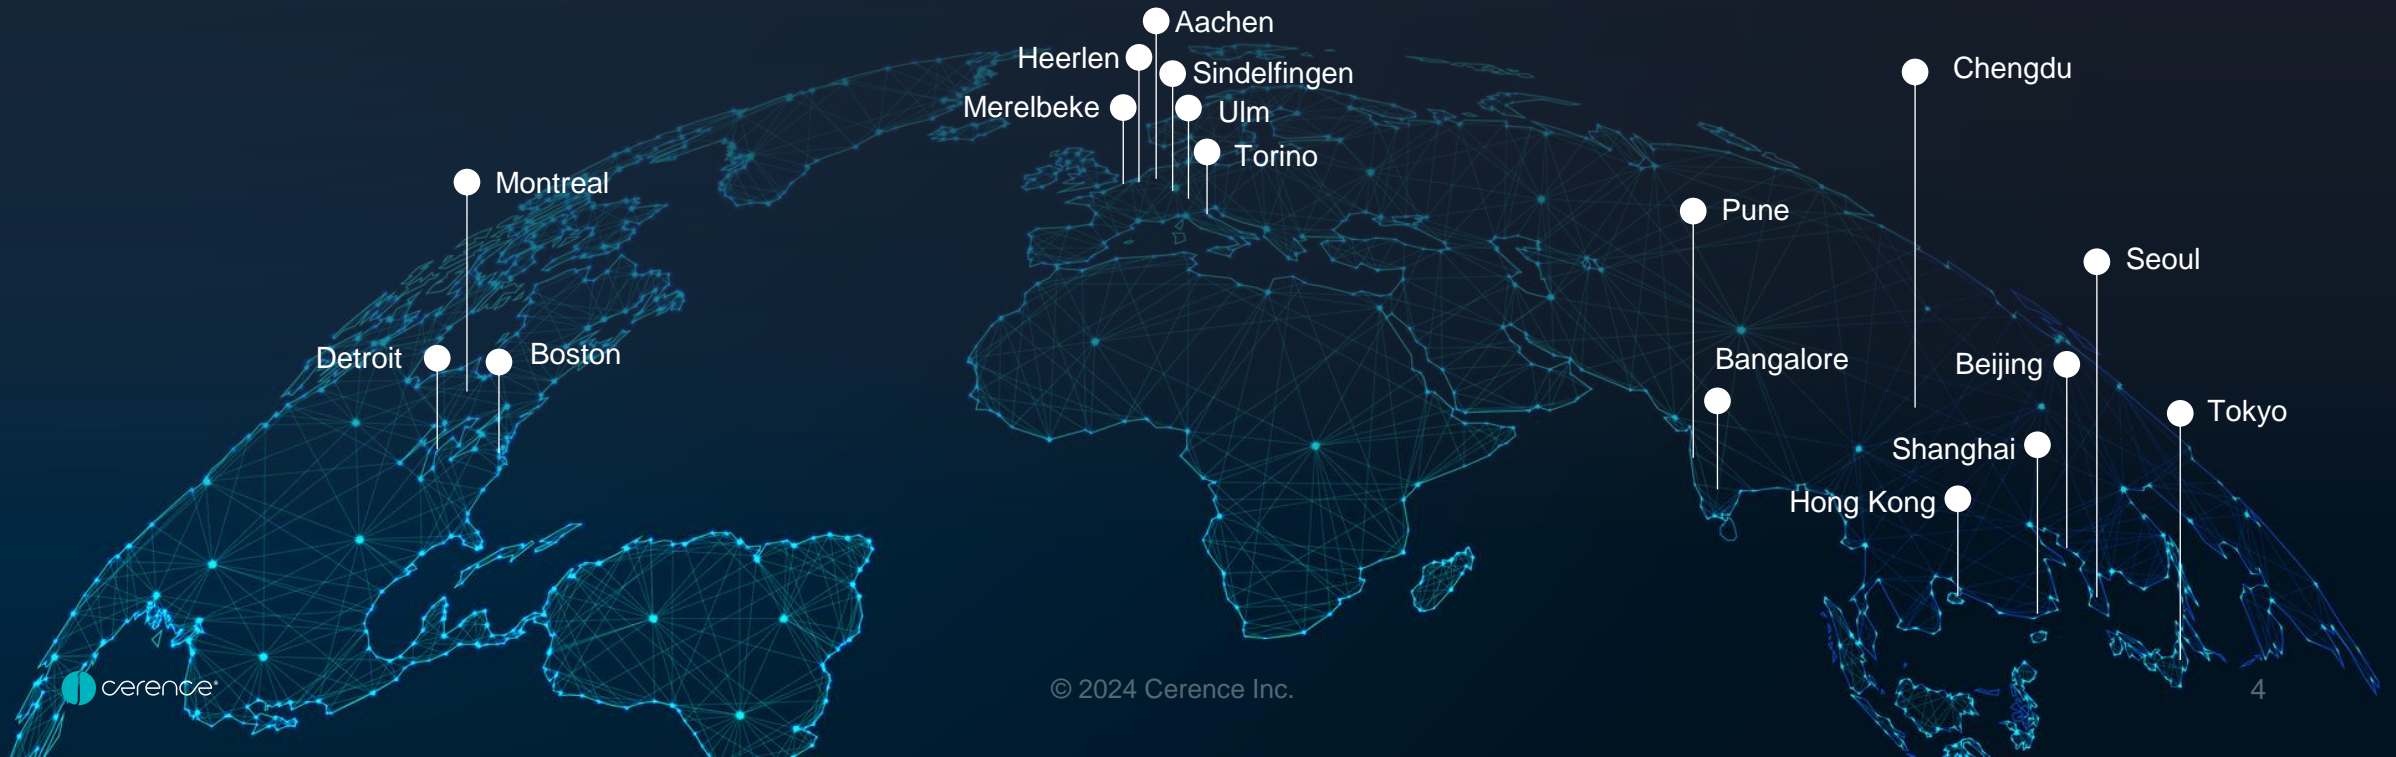 Aachen
Heerlen
Sindelfingen
Merelbeke
Ulm
Torino
Chengdu
Montreal
Pune
Seoul
Detroit
Boston
Bangalore
Beijing
Tokyo
Shanghai
Hong Kong
cerence®
© 2024 Cerence Inc.
4